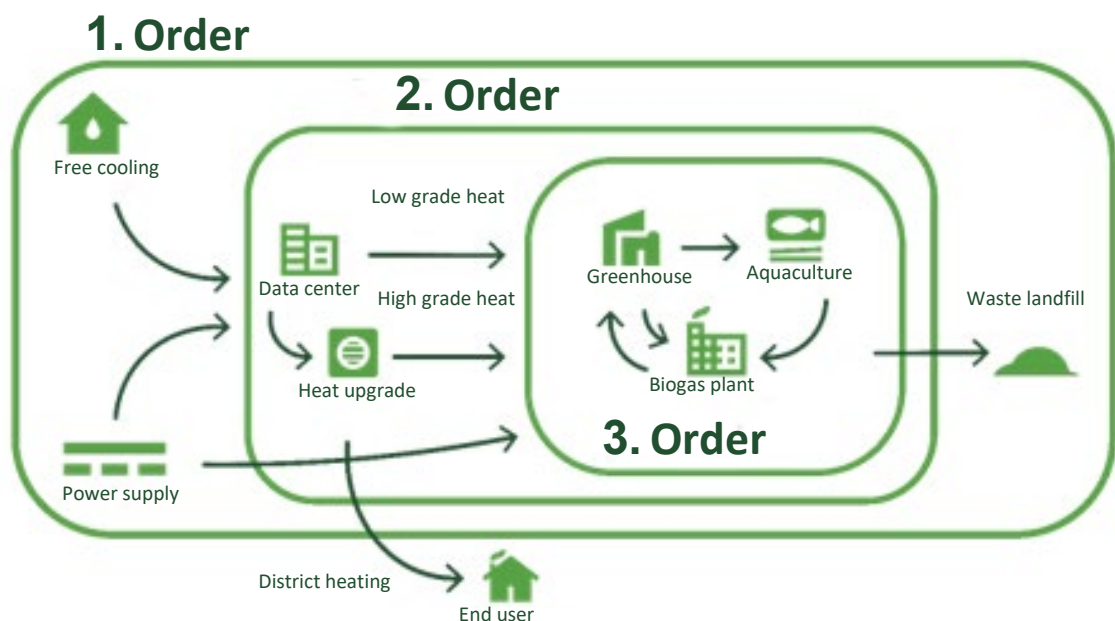 1. Order
2. Order
Free cooling
Low grade heat
Data center
High grade heat
Heat upgrade
Greenhouse
Aquaculture
Biogas plant
3. Order
Waste landfill
Power supply
District heating
End user